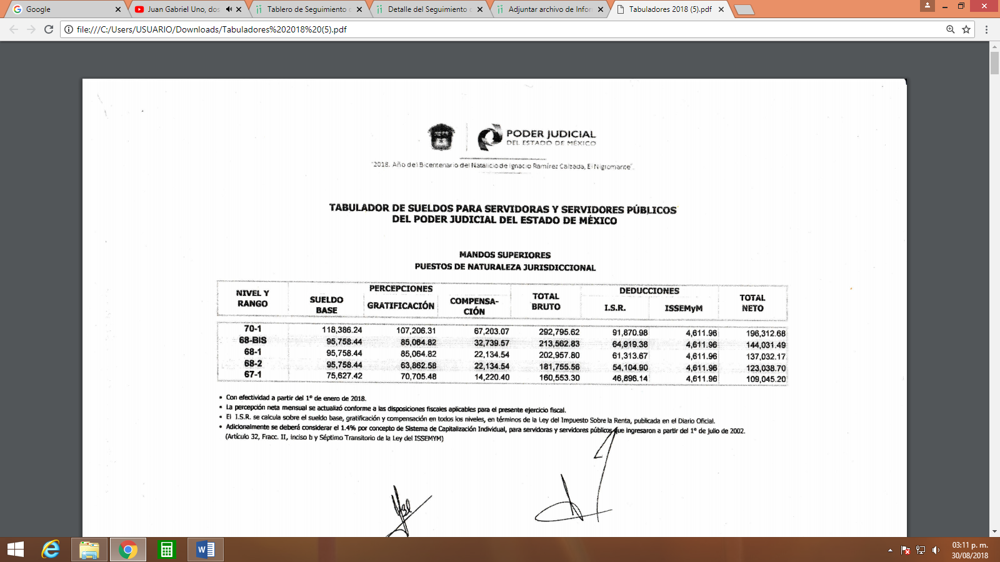 Google
Juan Gabriel Uno, dos
Tablero de Seguimiento
Detalle del Seguimiento
Adjuntar archivo de Infor
Tabuladores 2018 (5).pdf
file:///C:/Users/USUARIO/Downloads/Tabuladores%202018%20(5).pdf
PODER JUDICIAL
DEL ESTADO DE MÉXICO
"2018. Año del Bicentenario del Natalicio de Ignacio Ramírez Calzada, El Nigromante".
TABULADOR DE SUELDOS PARA SERVIDORAS Y SERVIDORES PÚBLICOS
DEL PODER JUDICIAL DEL ESTADO DE MÉXICO
MANDOS SUPERIORES
PUESTOS DE NATURALEZA JURISDICCIONAL
NIVEL Y RANGO PERCEPCIONES SUELDO BASE GRATIFICACIÓN COMPENSA-CIÓN TOTAL BRUTO DEDUCCIONES I.S.R. ISSEMyM TOTAL NETO
70-1 118,386.24 107,206.31 67,203.07 292,795.62 91,870.98 4,611.96 196,312.68
68-BIS 95,758.44 85,064.82 32,739.57 213,562.83 64,919.38 4,611.96 144,031.49
68-1 95,758.44 85,064.82 22,134.54 202,957.80 61,313.67 4,611.96 137,032.17
68-2 95,758.44 63,862.58 22,134.54 181,755.56 54,104.90 4,611.96 123,038.70
67-1 75,627.42 70,705.48 14,220.40 160,553.30 46,896.14 4,611.96 109,045.20
• Con efectividad a partir del 1º de enero de 2018.
• La percepción neta mensual se actualizó conforme a las disposiciones fiscales aplicables para el presente ejercicio fiscal.
• El I.S.R. se calcula sobre el sueldo base, gratificación y compensación en todos los niveles, en términos de la Ley del Impuesto Sobre la Renta, publicada en el Diario Oficial.
• Adicionalmente se deberá considerar el 1.4% por concepto de Sistema de Capitalización Individual, para servidoras y servidores públicos que ingresaron a partir del 1º de julio de 2002.
(Artículo 32, Fracc. II, inciso b y Séptimo Transitorio de la Ley del ISSEMYM)
03:11 p. m.
30/08/2018